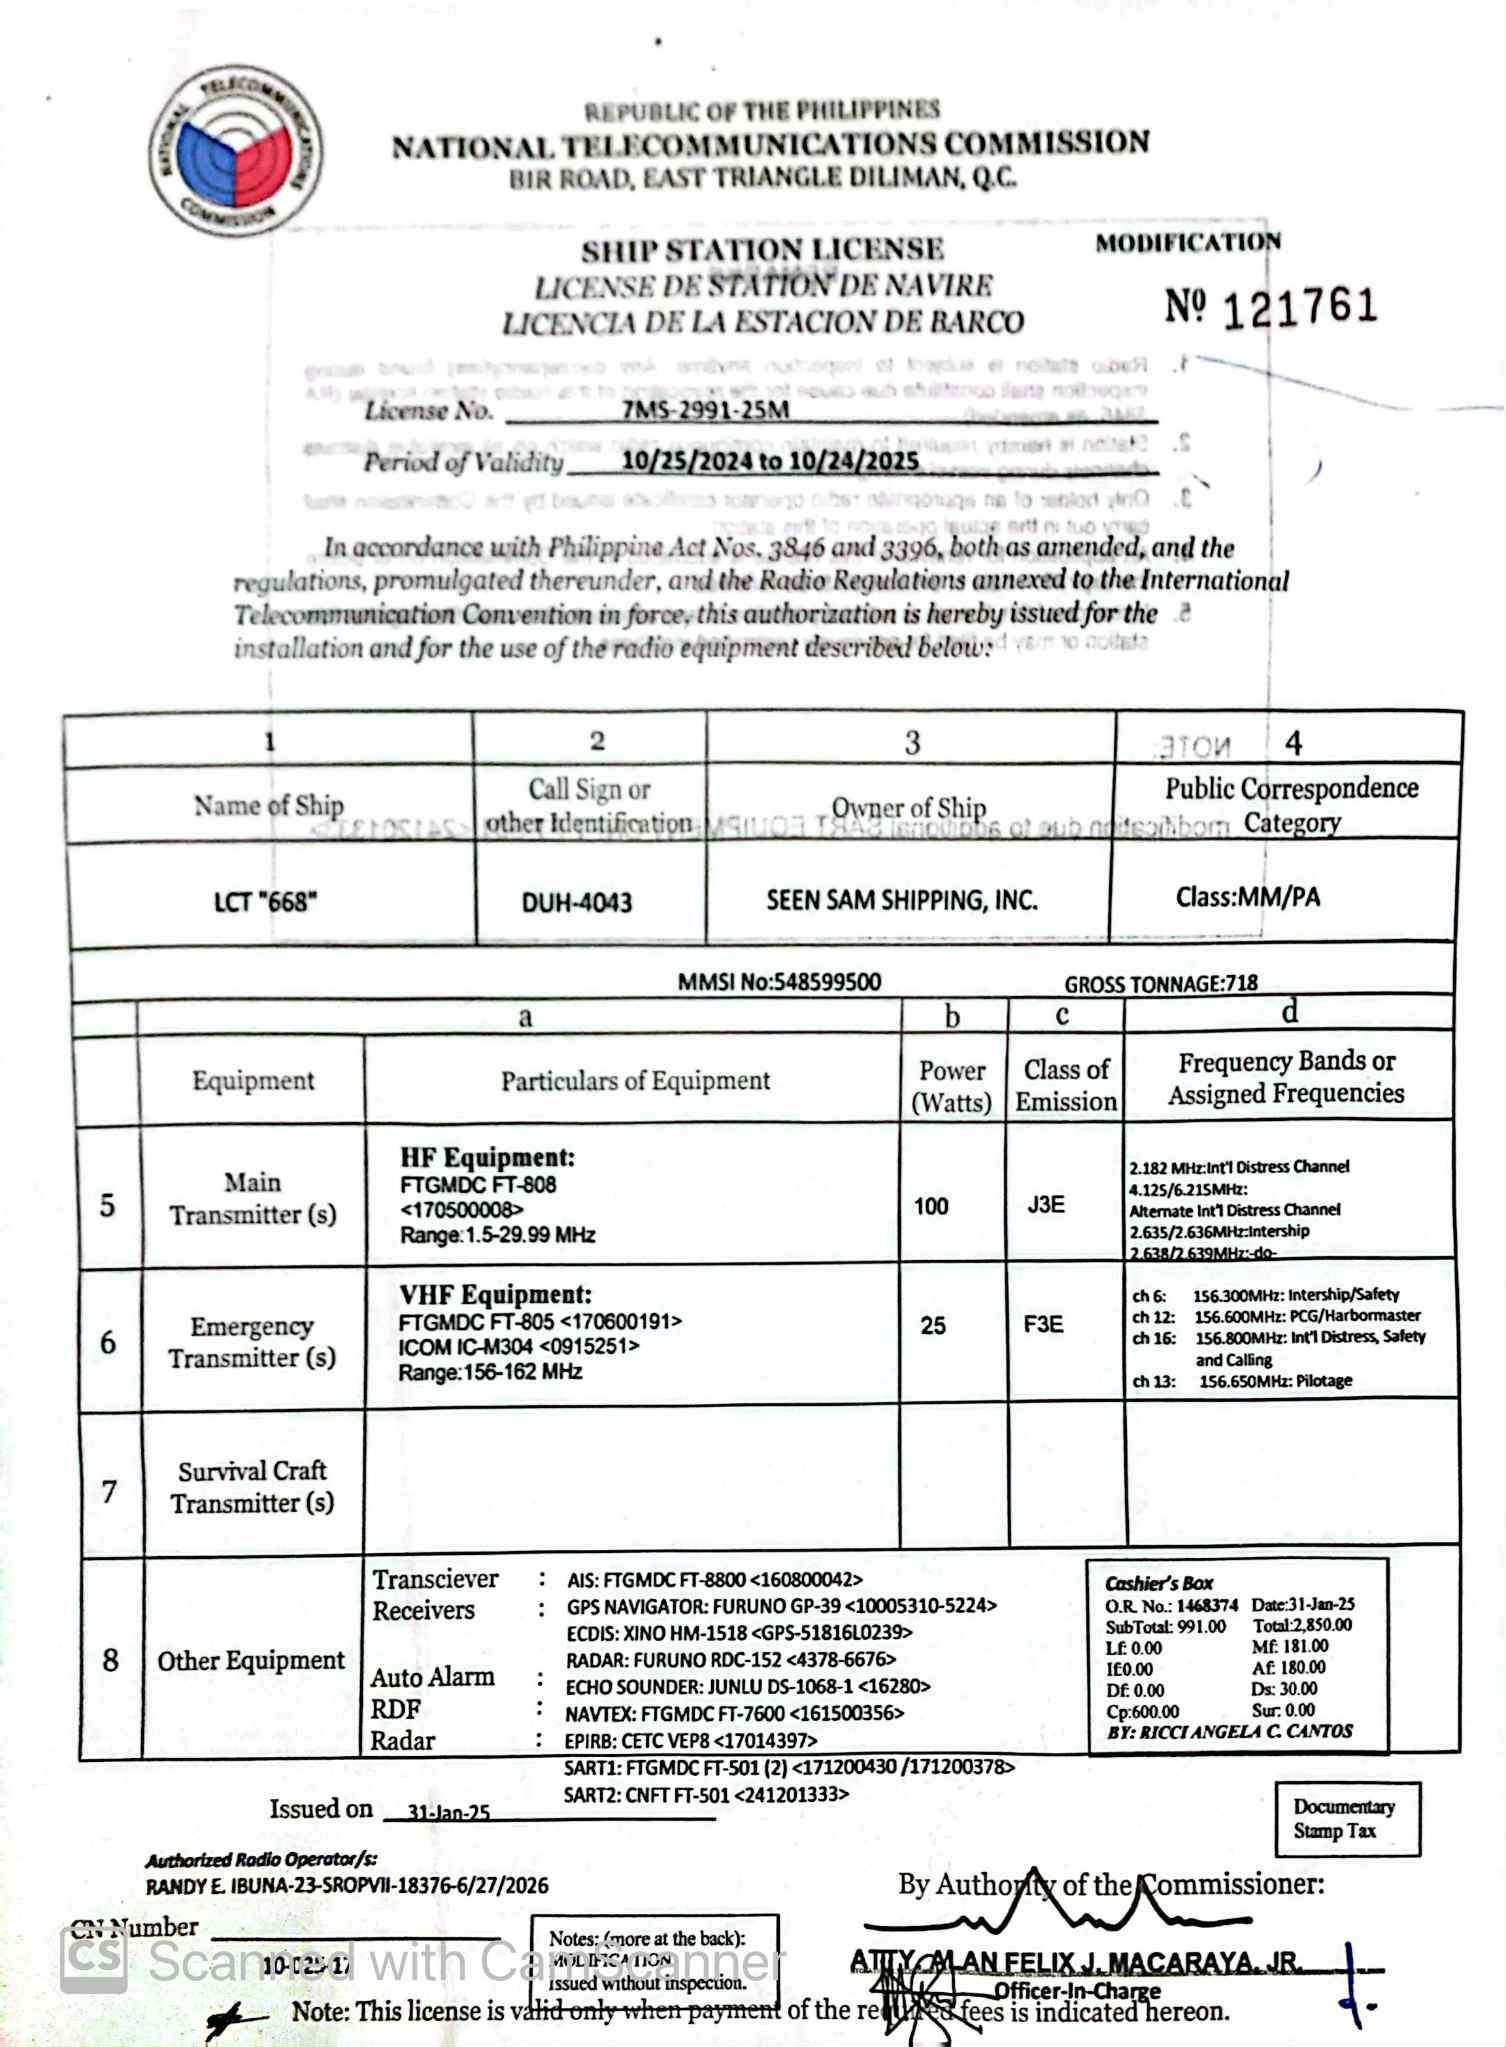 NATIONAL TELECOMMUNICATIONS COMMISSION
REPUBLIC OF THE PHILIPPINES
NATIONAL TELECOMMUNICATIONS COMMISSION
BIR ROAD, EAST TRIANGLE DILIMAN, Q.C.
SHIP STATION LICENSE
MODIFICATION
LICENSE DE STATION DE NAVIRE
LICENCIA DE LA ESTACION DE BARCO
Nº 121761
License No. 7MS-2991-25M
Period of Validity 10/25/2024 to 10/24/2025
In accordance with Philippine Act Nos. 3846 and 3396, both as amended, and the
regulations, promulgated thereunder, and the Radio Regulations annexed to the International
Telecommunication Convention in force, this authorization is hereby issued for the
installation and for the use of the radio equipment described below:
1 2 3 4
Name of Ship
Call Sign or
other Identification
Owner of Ship
Public Correspondence
Category
LCT "668" DUH-4043 SEEN SAM SHIPPING, INC. Class:MM/PA
MMSI No:548599500 GROSS TONNAGE:718
a b c d
Equipment
Particulars of Equipment
Power
(Watts)
Class of
Emission
Frequency Bands or
Assigned Frequencies
5
Main
Transmitter (s)
HF Equipment:
FTGMDC FT-808
<170500008>
Range:1.5-29.99 MHz
100
J3E
2.182 MHz:Int'l Distress Channel
4.125/6.215MHz:
Alternate Int'l Distress Channel
2.635/2.636MHz:Intership
2.638/2.639MHz:-do-
6
Emergency
Transmitter (s)
VHF Equipment:
FTGMDC FT-805 <170600191>
ICOM IC-M304 <0915251>
Range:156-162 MHz
25
F3E
ch 6: 156.300MHz: Intership/Safety
ch 12: 156.600MHz: PCG/Harbormaster
ch 16: 156.800MHz: Int'l Distress, Safety
and Calling
ch 13: 156.650MHz: Pilotage
7
Survival Craft
Transmitter (s)
8
Other Equipment
Transciever : AIS: FTGMDC FT-8800 <160800042>
Receivers : GPS NAVIGATOR: FURUNO GP-39 <10005310-5224>
ECDIS: XINO HM-1518 <GPS-51816L0239>
RADAR: FURUNO RDC-152 <4378-6676>
Auto Alarm : ECHO SOUNDER: JUNLU DS-1068-1 <16280>
RDF : NAVTEX: FTGMDC FT-7600 <161500356>
Radar : EPIRB: CETC VEP8 <17014397>
SART1: FTGMDC FT-501 (2) <171200430 /171200378>
SART2: CNFT FT-501 <241201333>
Cashier's Box
O.R. No.: 1468374 Date:31-Jan-25
SubTotal: 991.00 Total:2,850.00
Lf: 0.00 Mf: 181.00
If:0.00 Af: 180.00
Df: 0.00 Ds: 30.00
Cp:600.00 Sur: 0.00
BY: RICCI ANGELA C. CANTOS
Issued on 31-Jan-25
Documentary
Stamp Tax
Authorized Radio Operator/s:
RANDY E. IBUNA-23-SROPVII-18376-6/27/2026
By Authority of the Commissioner:
CN Number
10-025-17
Notes: (more at the back):
MODIFICATION
issued without inspection.
ATTY. ALAN FELIX J. MACARAYA, JR.
Officer-In-Charge
Note: This license is valid only when payment of the required fees is indicated hereon.
CS Scanned with CamScanner